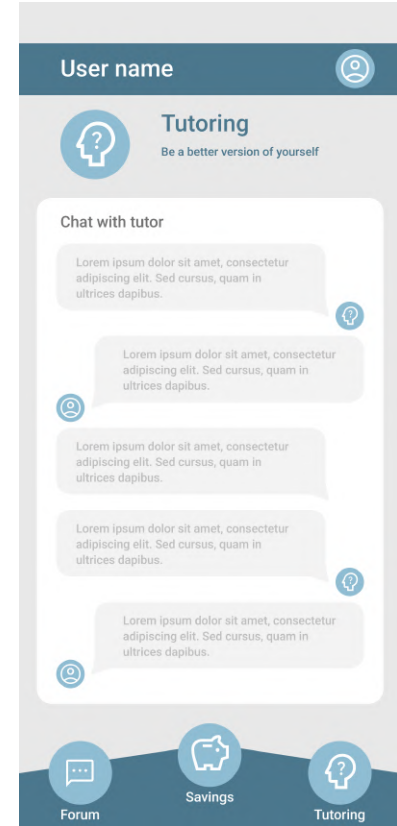 User name
Tutoring
Be a better version of yourself
Chat with tutor
Lorem ipsum dolor sit amet, consectetur
adipiscing elit. Sed cursus, quam in
ultrices dapibus.
?
Lorem ipsum dolor sit amet, consectetur
adipiscing elit. Sed cursus, quam in
ultrices dapibus.
Lorem ipsum dolor sit amet, consectetur
adipiscing elit. Sed cursus, quam in
ultrices dapibus.
Lorem ipsum dolor sit amet, consectetur
adipiscing elit. Sed cursus, quam in
ultrices dapibus.
Lorem ipsum dolor sit amet, consectetur
adipiscing elit. Sed cursus, quam in
ultrices dapibus.
Forum
Savings
Tutoring